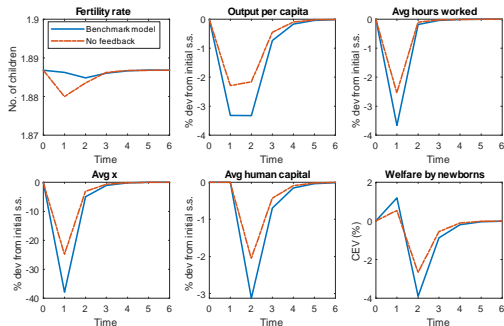 Fertility rate
No. of children
1.9
1.89
1.88
1.87
Benchmark model
No feedback
0 1 2 3 4 5 6
Time
Output per capita
% dev from initial s.s.
0
-1
-2
-3
-4
0 1 2 3 4 5 6
Time
Avg hours worked
% dev from initial s.s.
0
-1
-2
-3
-4
0 1 2 3 4 5 6
Time
Avg x
% dev from initial s.s.
0
-10
-20
-30
-40
0 1 2 3 4 5 6
Time
Avg human capital
% dev from initial s.s.
0
-1
-2
-3
0 1 2 3 4 5 6
Time
Welfare by newborns
CEV (%)
2
0
-2
-4
0 1 2 3 4 5 6
Time